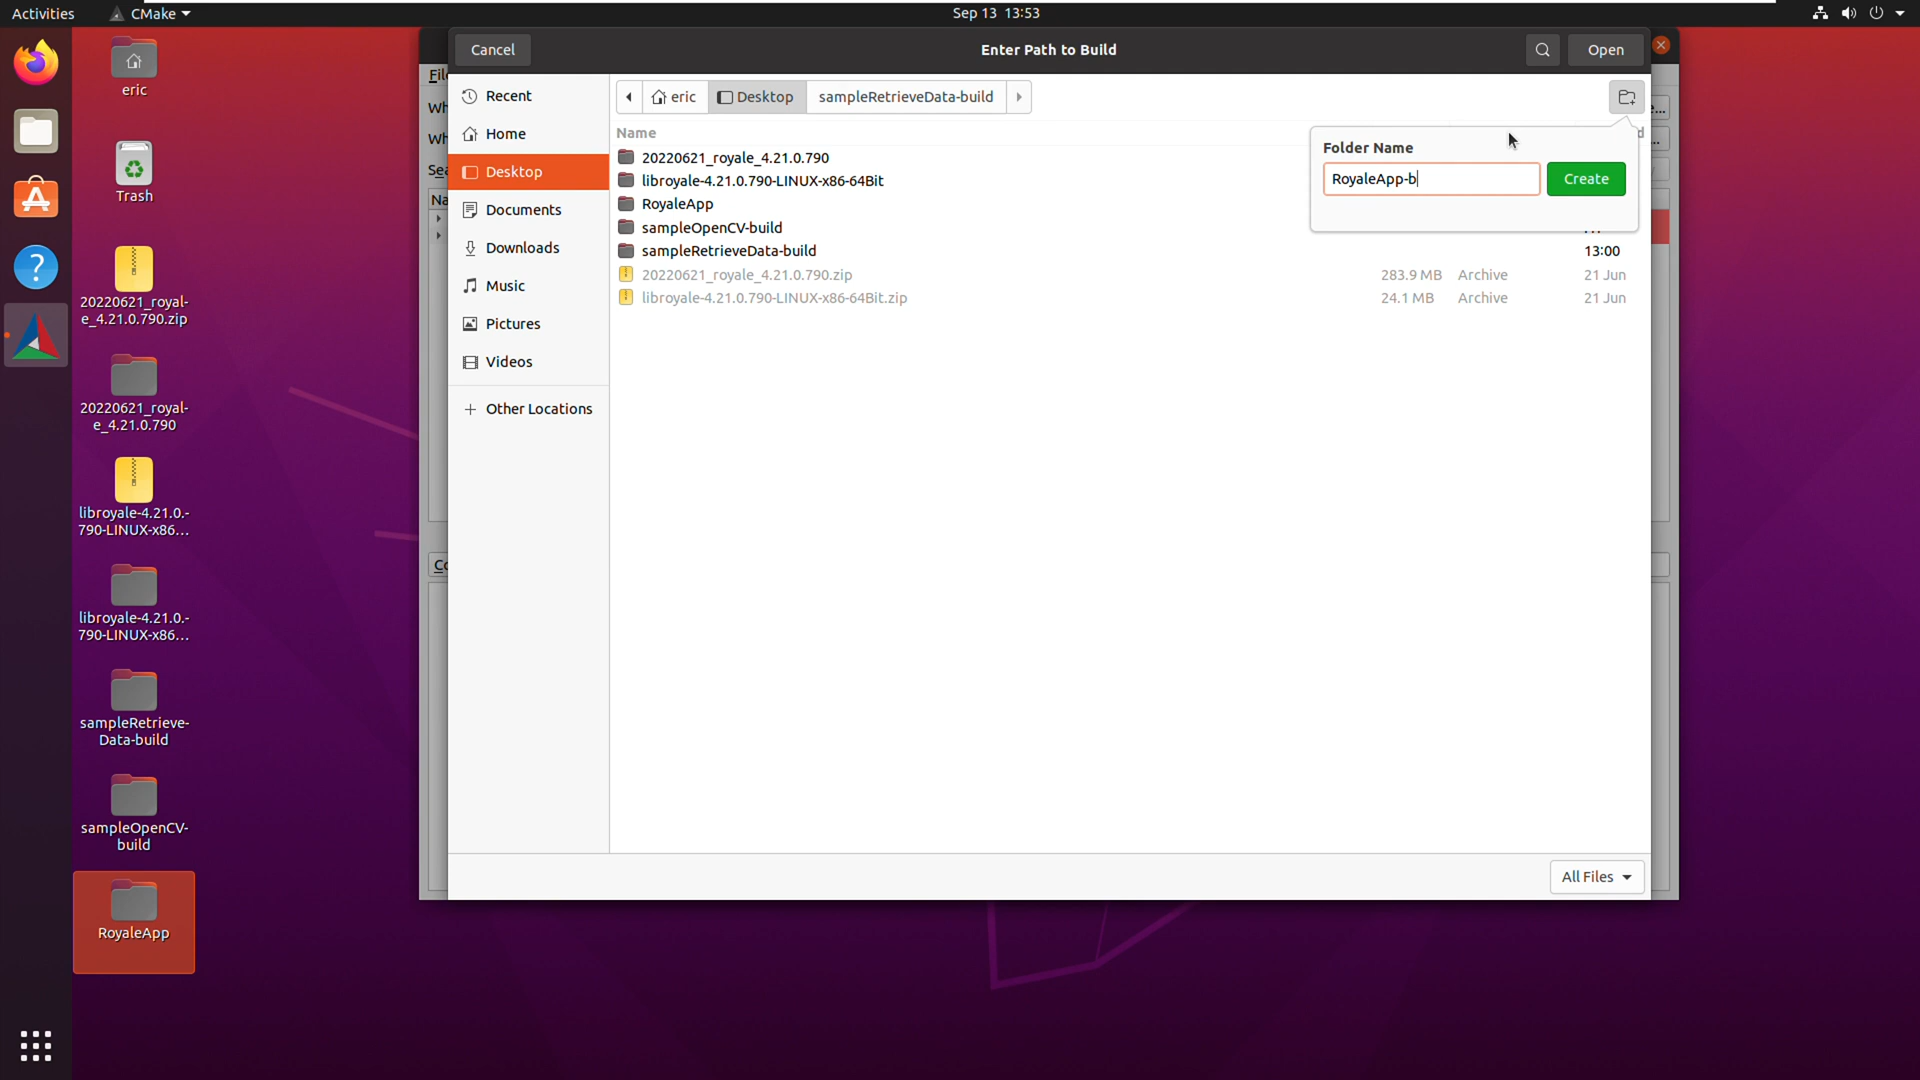 Activities
CMake
Sep 13 13:53
eric
Trash
20220621_royal-
e_4.21.0.790.zip
20220621_royal-
e_4.21.0.790
libroyale-4.21.0.-
790-LINUX-x86...
libroyale-4.21.0.-
790-LINUX-x86...
sampleRetrieve-
Data-build
sampleOpenCV-
build
RoyaleApp
Cancel
Enter Path to Build
Open
Recent
Home
Desktop
Documents
Downloads
Music
Pictures
Videos
Other Locations
eric
Desktop
sampleRetrieveData-build
Name
20220621_royale_4.21.0.790
libroyale-4.21.0.790-LINUX-x86-64Bit
RoyaleApp
sampleOpenCV-build
sampleRetrieveData-build 13:00
20220621_royale_4.21.0.790.zip 283.9 MB Archive 21 Jun
libroyale-4.21.0.790-LINUX-x86-64Bit.zip 24.1 MB Archive 21 Jun
Folder Name
RoyaleApp-b
Create
All Files